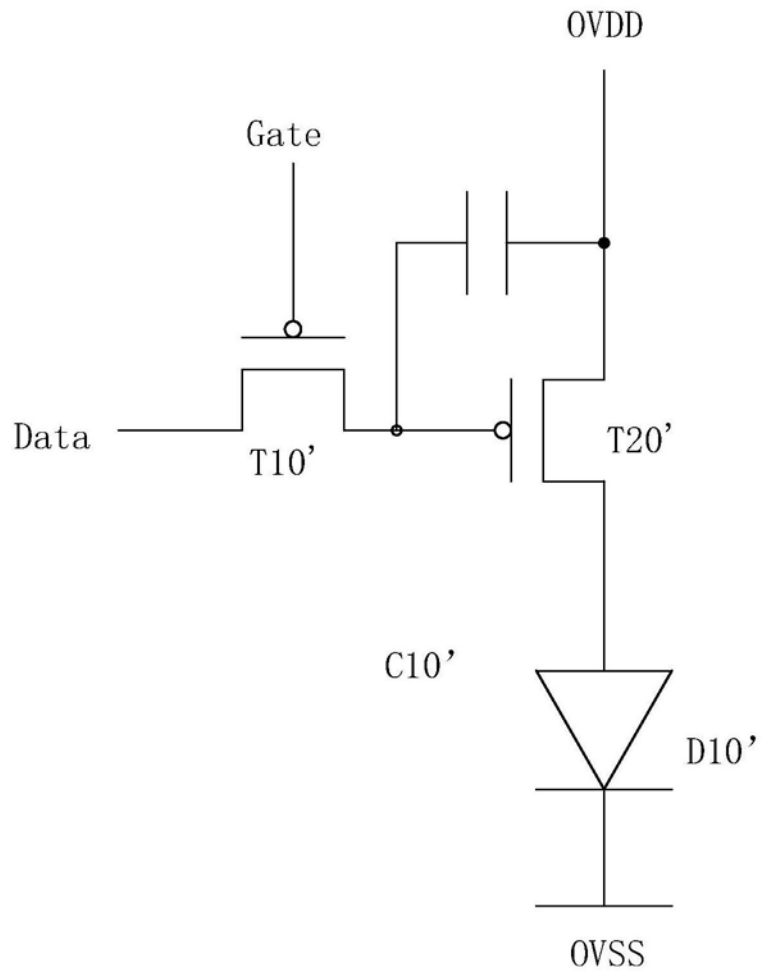 OVDD
Gate
Data
T10’
T20’
C10’
D10’
OVSS